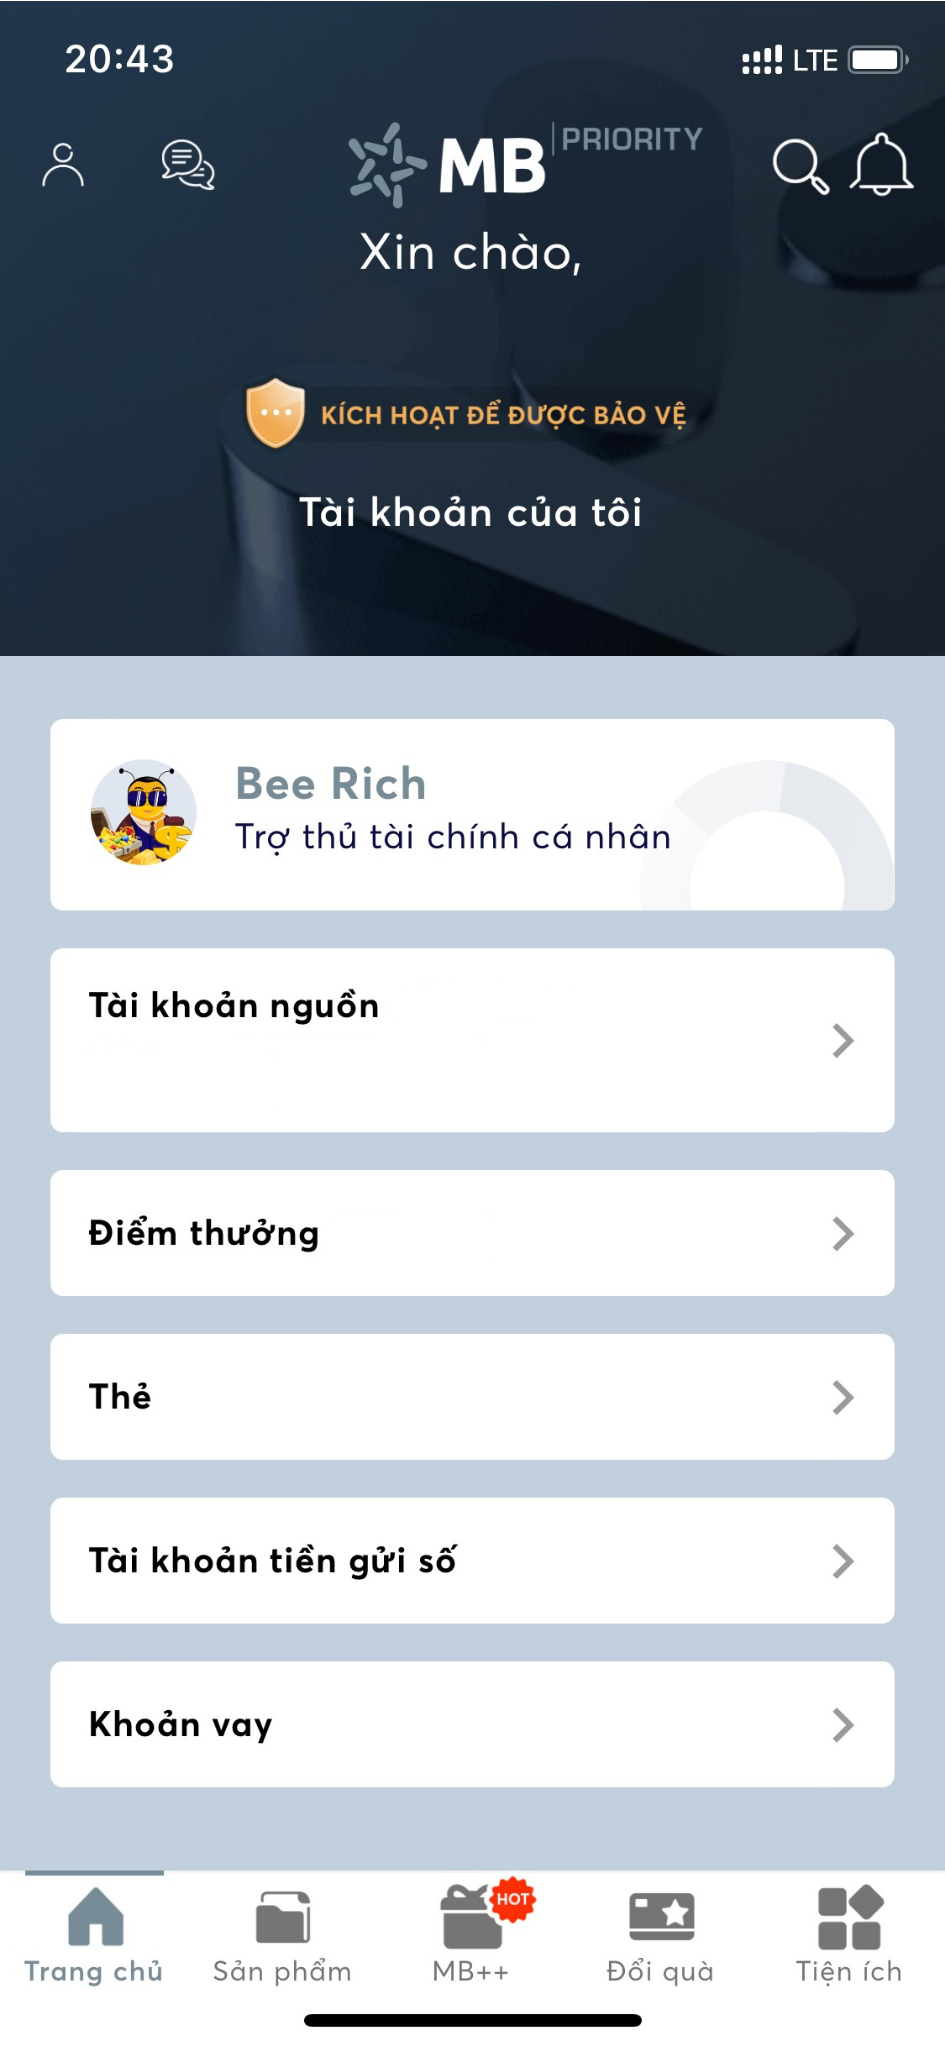 20:43
LTE
MB PRIORITY
Xin chào,
KÍCH HOẠT ĐỂ ĐƯỢC BẢO VỆ
Tài khoản của tôi
Bee Rich
Trợ thủ tài chính cá nhân
Tài khoản nguồn
Điểm thưởng
Thẻ
Tài khoản tiền gửi số
Khoản vay
HOT
Trang chủ Sản phẩm MB++ Đổi quà Tiện ích